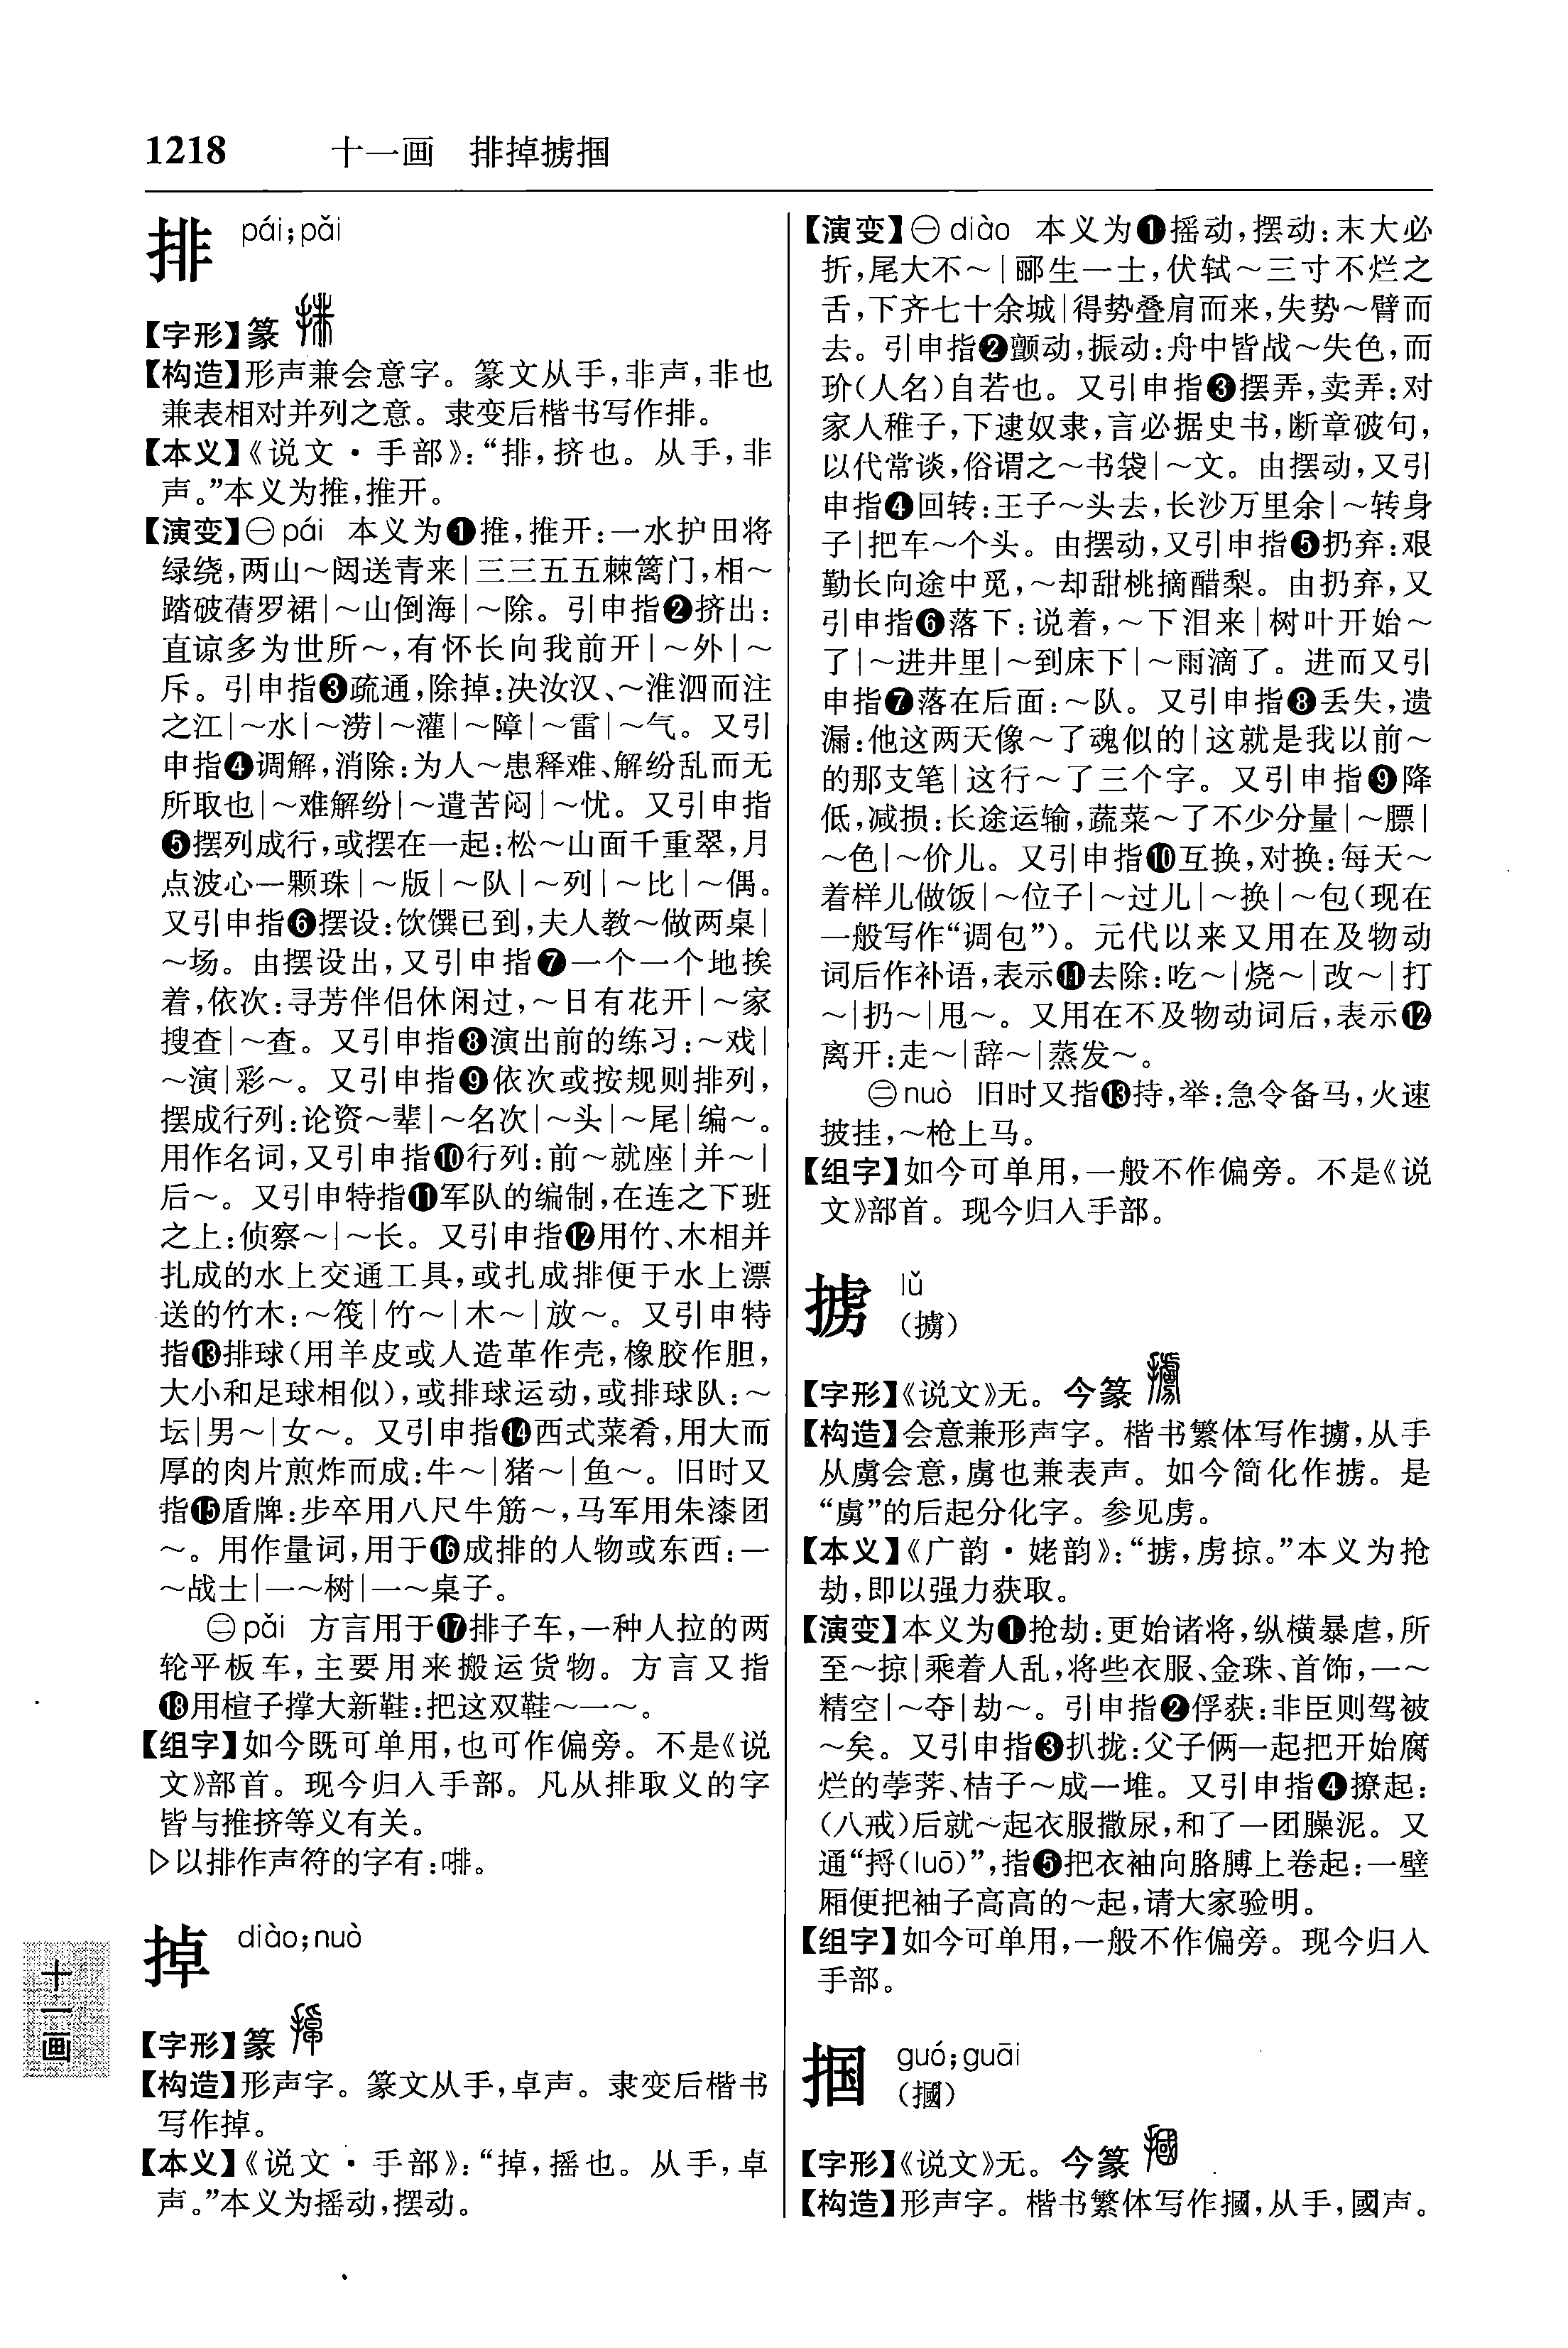 1218 十一画 排掉掳掴
排 pái;pǎi
【字形】篆
【构造】形声兼会意字。篆文从手,非声,非也
兼表相对并列之意。隶变后楷书写作排。
【本义】《说文·手部》:“排,挤也。从手,非
声。”本义为推,推开。
【演变】㊀pái 本义为❶推,推开:一水护田将
绿绕,两山～闼送青来|三三五五棘篱门,相～
踏破蒨罗裙|～山倒海|～除。引申指❷挤出:
直谅多为世所～,有怀长向我前开|～外|～
斥。引申指❸疏通,除掉:决汝汉、～淮泗而注
之江|～水|～涝|～灌|～障|～雷|～气。又引
申指❹调解,消除:为人～患释难、解纷乱而无
所取也|～难解纷|～遣苦闷|～忧。又引申指
❺摆列成行,或摆在一起:松～山面千重翠,月
点波心一颗珠|～版|～队|～列|～比|～偶。
又引申指❻摆设:饮馔已到,夫人教～做两桌|
～场。由摆设出,又引申指❼一个一个地挨
着,依次:寻芳伴侣休闲过,～日有花开|～家
搜查|～查。又引申指❽演出前的练习:～戏|
～演|彩～。又引申指❾依次或按规则排列,
摆成行列:论资～辈|～名次|～头|～尾|编～。
用作名词,又引申指❿行列:前～就座|并～|
后～。又引申特指⓫军队的编制,在连之下班
之上:侦察～|～长。又引申指⓬用竹、木相并
扎成的水上交通工具,或扎成排便于水上漂
送的竹木:～筏|竹～|木～|放～。又引申特
指⓭排球(用羊皮或人造革作壳,橡胶作胆,
大小和足球相似),或排球运动,或排球队:～
坛|男～|女～。又引申指⓮西式菜肴,用大而
厚的肉片煎炸而成:牛～|猪～|鱼～。旧时又
指⓯盾牌:步卒用八尺牛筋～,马军用朱漆团
～。用作量词,用于⓰成排的人物或东西:一
～战士|一～树|一～桌子。
㊁pǎi 方言用于⓱排子车,一种人拉的两
轮平板车,主要用来搬运货物。方言又指
⓲用楦子撑大新鞋:把这双鞋～一～。
【组字】如今既可单用,也可作偏旁。不是《说
文》部首。现今归入手部。凡从排取义的字
皆与推挤等义有关。
▷以排作声符的字有:啡。
掉 diào;nuò
【字形】篆
【构造】形声字。篆文从手,卓声。隶变后楷书
写作掉。
【本义】《说文·手部》:“掉,摇也。从手,卓
声。”本义为摇动,摆动。
十一画
【演变】㊀diào 本义为❶摇动,摆动:末大必
折,尾大不～|郦生一士,伏轼～三寸不烂之
舌,下齐七十余城|得势叠肩而来,失势～臂而
去。引申指❷颤动,振动:舟中皆战～失色,而
玠(人名)自若也。又引申指❸摆弄,卖弄:对
家人稚子,下逮奴隶,言必据史书,断章破句,
以代常谈,俗谓之～书袋|～文。由摆动,又引
申指❹回转:王子～头去,长沙万里余|～转身
子|把车～个头。由摆动,又引申指❺扔弃:艰
勤长向途中觅,～却甜桃摘醋梨。由扔弃,又
引申指❻落下:说着,～下泪来|树叶开始～
了|～进井里|～到床下|～雨滴了。进而又引
申指❼落在后面:～队。又引申指❽丢失,遗
漏:他这两天像～了魂似的|这就是我以前～
的那支笔|这行～了三个字。又引申指❾降
低,减损:长途运输,蔬菜～了不少分量|～膘|
～色|～价儿。又引申指❿互换,对换:每天～
着样儿做饭|～位子|～过儿|～换|～包(现在
一般写作“调包”)。元代以来又用在及物动
词后作补语,表示⓫去除:吃～|烧～|改～|打
～|扔～|甩～。又用在不及物动词后,表示⓬
离开:走～|辞～|蒸发～。
㊁nuò 旧时又指⓭持,举:急令备马,火速
披挂,～枪上马。
【组字】如今可单用,一般不作偏旁。不是《说
文》部首。现今归入手部。
掳 lǔ
(擄)
【字形】《说文》无。今篆
【构造】会意兼形声字。楷书繁体写作擄,从手
从虜会意,虜也兼表声。如今简化作掳。是
“虜”的后起分化字。参见虏。
【本义】《广韵·姥韵》:“掳,虏掠。”本义为抢
劫,即以强力获取。
【演变】本义为❶抢劫:更始诸将,纵横暴虐,所
至～掠|乘着人乱,将些衣服、金珠、首饰,一～
精空|～夺|劫～。引申指❷俘获:非臣则驾被
～矣。又引申指❸扒拢:父子俩一起把开始腐
烂的荸荠、桔子～成一堆。又引申指❹撩起:
(八戒)后就～起衣服撒尿,和了一团臊泥。又
通“捋(luō)”,指❺把衣袖向胳膊上卷起:一壁
厢便把袖子高高的～起,请大家验明。
【组字】如今可单用,一般不作偏旁。现今归入
手部。
掴 guó;guāi
(摑)
【字形】《说文》无。今篆
【构造】形声字。楷书繁体写作摑,从手,國声。